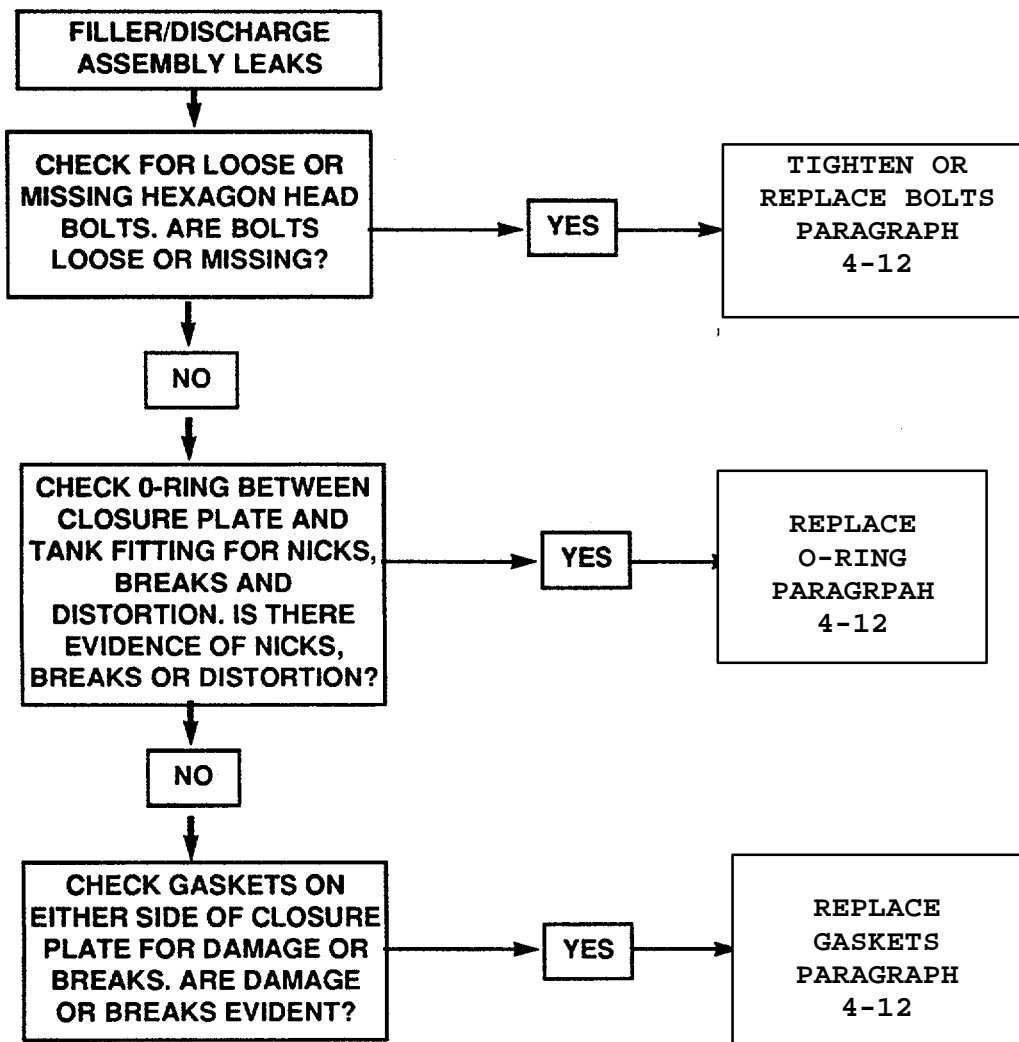 FILLER/DISCHARGE
ASSEMBLY LEAKS
CHECK FOR LOOSE OR
MISSING HEXAGON HEAD
BOLTS. ARE BOLTS
LOOSE OR MISSING?
YES
TIGHTEN OR
REPLACE BOLTS
PARAGRAPH
4-12
NO
CHECK 0-RING BETWEEN
CLOSURE PLATE AND
TANK FITTING FOR NICKS,
BREAKS AND
DISTORTION. IS THERE
EVIDENCE OF NICKS,
BREAKS OR DISTORTION?
YES
REPLACE
O-RING
PARAGRPAH
4-12
NO
CHECK GASKETS ON
EITHER SIDE OF CLOSURE
PLATE FOR DAMAGE OR
BREAKS. ARE DAMAGE
OR BREAKS EVIDENT?
YES
REPLACE
GASKETS
PARAGRAPH
4-12